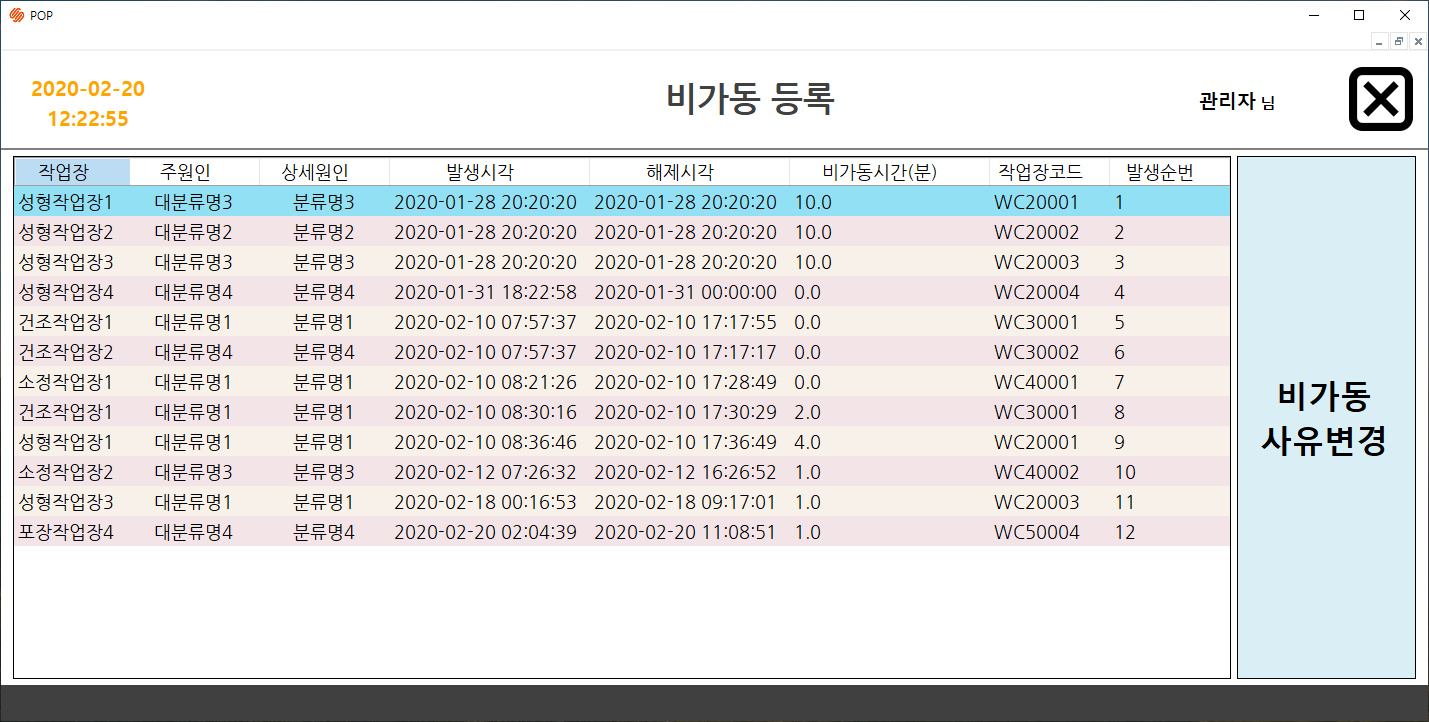 POP
2020-02-20
12:22:55
비가동 등록
관리자 님
작업장 주원인 상세원인 발생시각 해제시각 비가동시간(분) 작업장코드 발생순번
성형작업장1 대분류명3 분류명3 2020-01-28 20:20:20 2020-01-28 20:20:20 10.0 WC20001 1
성형작업장2 대분류명2 분류명2 2020-01-28 20:20:20 2020-01-28 20:20:20 10.0 WC20002 2
성형작업장3 대분류명3 분류명3 2020-01-28 20:20:20 2020-01-28 20:20:20 10.0 WC20003 3
성형작업장4 대분류명4 분류명4 2020-01-31 18:22:58 2020-01-31 00:00:00 0.0 WC20004 4
건조작업장1 대분류명1 분류명1 2020-02-10 07:57:37 2020-02-10 17:17:55 0.0 WC30001 5
건조작업장2 대분류명4 분류명4 2020-02-10 07:57:37 2020-02-10 17:17:17 0.0 WC30002 6
소정작업장1 대분류명1 분류명1 2020-02-10 08:21:26 2020-02-10 17:28:49 0.0 WC40001 7
건조작업장1 대분류명1 분류명1 2020-02-10 08:30:16 2020-02-10 17:30:29 2.0 WC30001 8
성형작업장1 대분류명1 분류명1 2020-02-10 08:36:46 2020-02-10 17:36:49 4.0 WC20001 9
소정작업장2 대분류명3 분류명3 2020-02-12 07:26:32 2020-02-12 16:26:52 1.0 WC40002 10
성형작업장3 대분류명1 분류명1 2020-02-18 00:16:53 2020-02-18 09:17:01 1.0 WC20003 11
포장작업장4 대분류명4 분류명4 2020-02-20 02:04:39 2020-02-20 11:08:51 1.0 WC50004 12
비가동
사유변경